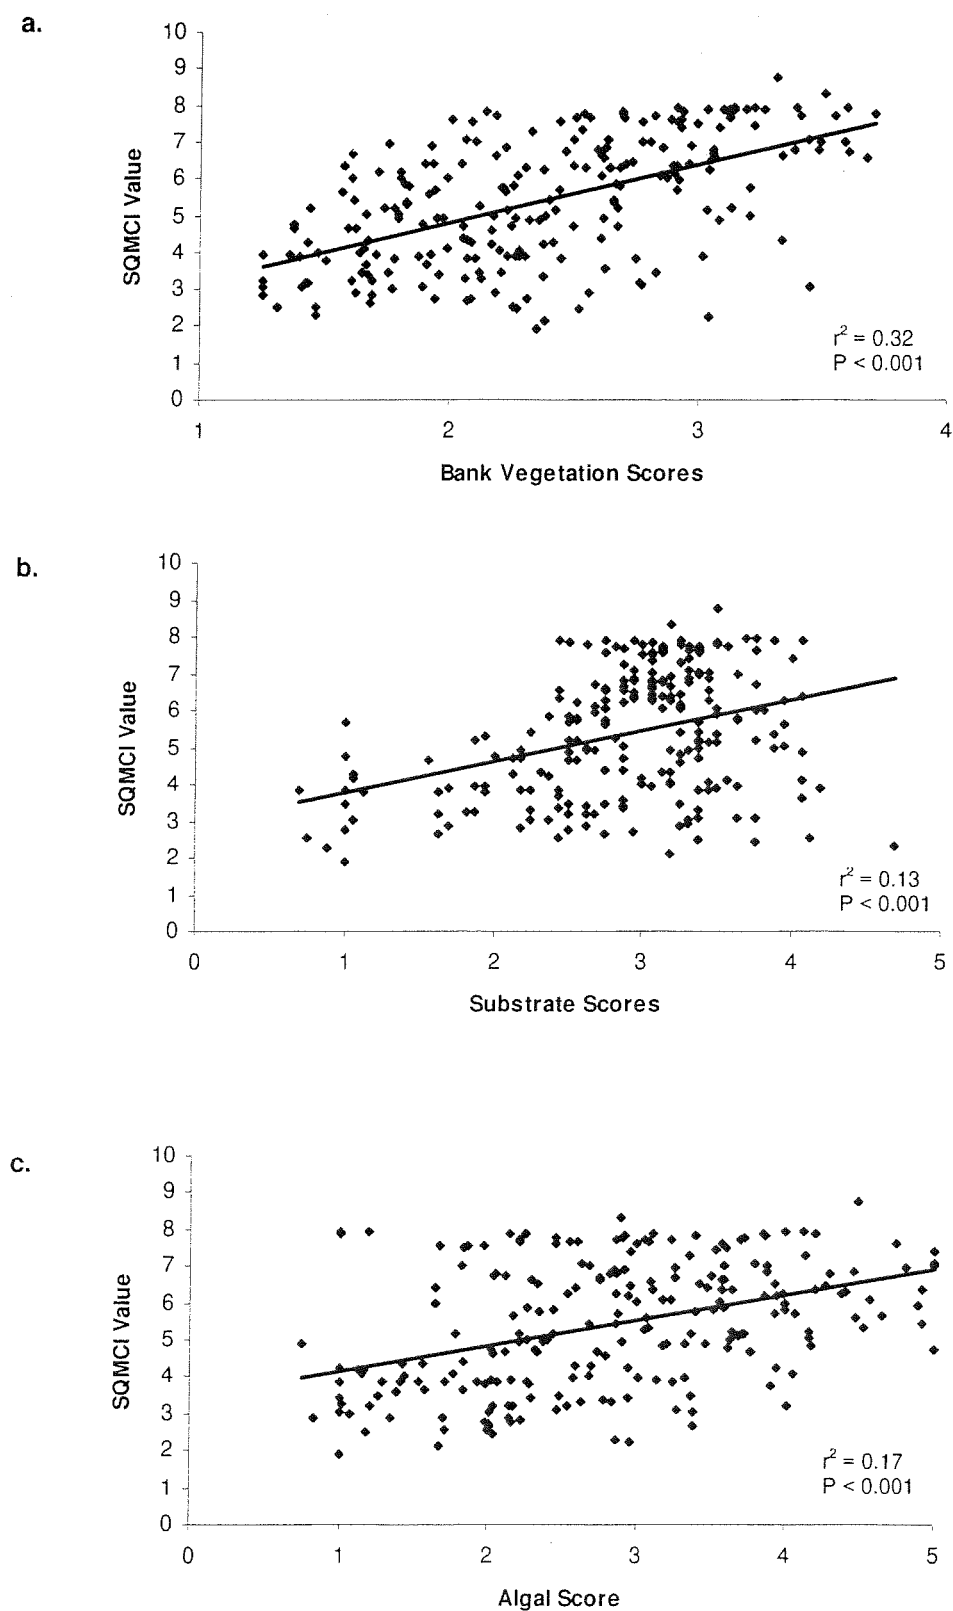 a.
10
9
8
7
6
5
4
3
2
1
0
SQMCI Value
r² = 0.32
P < 0.001
1 2 3 4
Bank Vegetation Scores
b.
10
9
8
7
6
5
4
3
2
1
0
SQMCI Value
r² = 0.13
P < 0.001
0 1 2 3 4 5
Substrate Scores
c.
10
9
8
7
6
5
4
3
2
1
0
SQMCI Value
r² = 0.17
P < 0.001
0 1 2 3 4 5
Algal Score